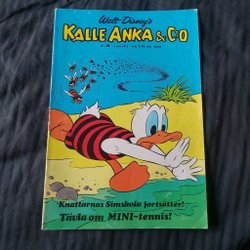 Walt Disney's
KALLE ANKA & C:O
Knattarnas Simskola fortsätter!
Tävla om MINI-tennis!